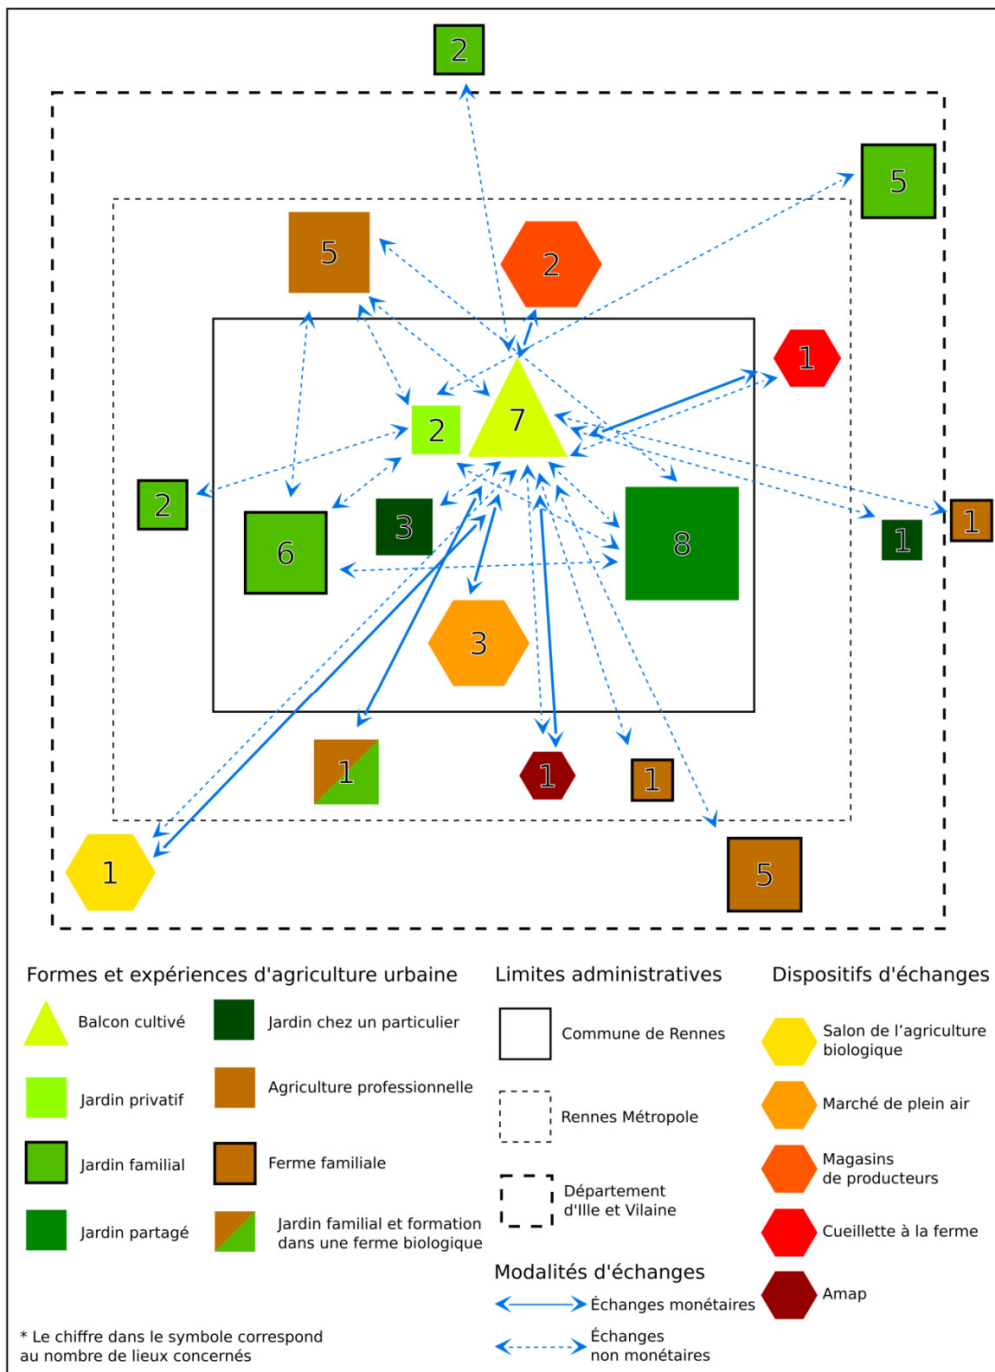 2
5
5
2
1
7
2
2
3
6
8
1
1
3
1
1
1
1
5
Formes et expériences d'agriculture urbaine
Balcon cultivé
Jardin chez un particulier
Jardin privatif
Agriculture professionnelle
Jardin familial
Ferme familiale
Jardin partagé
Jardin familial et formation
dans une ferme biologique
* Le chiffre dans le symbole correspond
au nombre de lieux concernés
Limites administratives
Commune de Rennes
Rennes Métropole
Département
d'Ille et Vilaine
Modalités d'échanges
Échanges monétaires
Échanges
non monétaires
Dispositifs d'échanges
Salon de l’agriculture
biologique
Marché de plein air
Magasins
de producteurs
Cueillette à la ferme
Amap